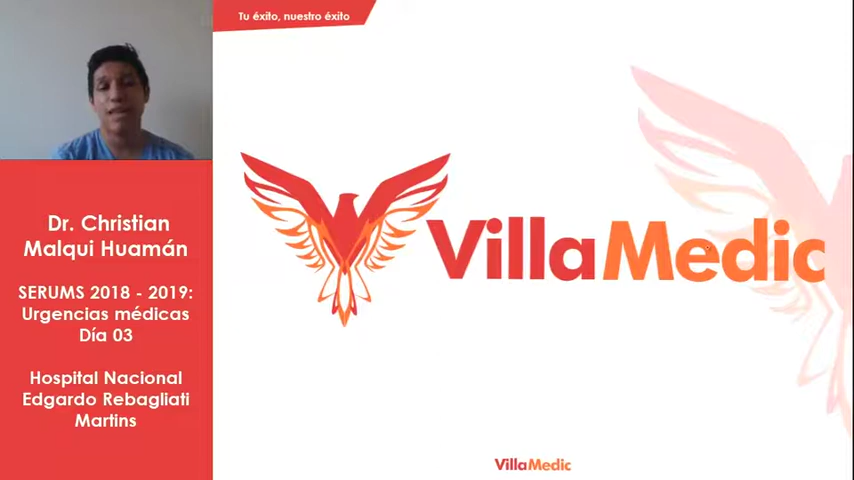 Tu éxito, nuestro éxito
Dr. Christian
Malqui Huamán
SERUMS 2018 - 2019:
Urgencias médicas
Día 03
Hospital Nacional
Edgardo Rebagliati
Martins
VillaMedic
VillaMedic